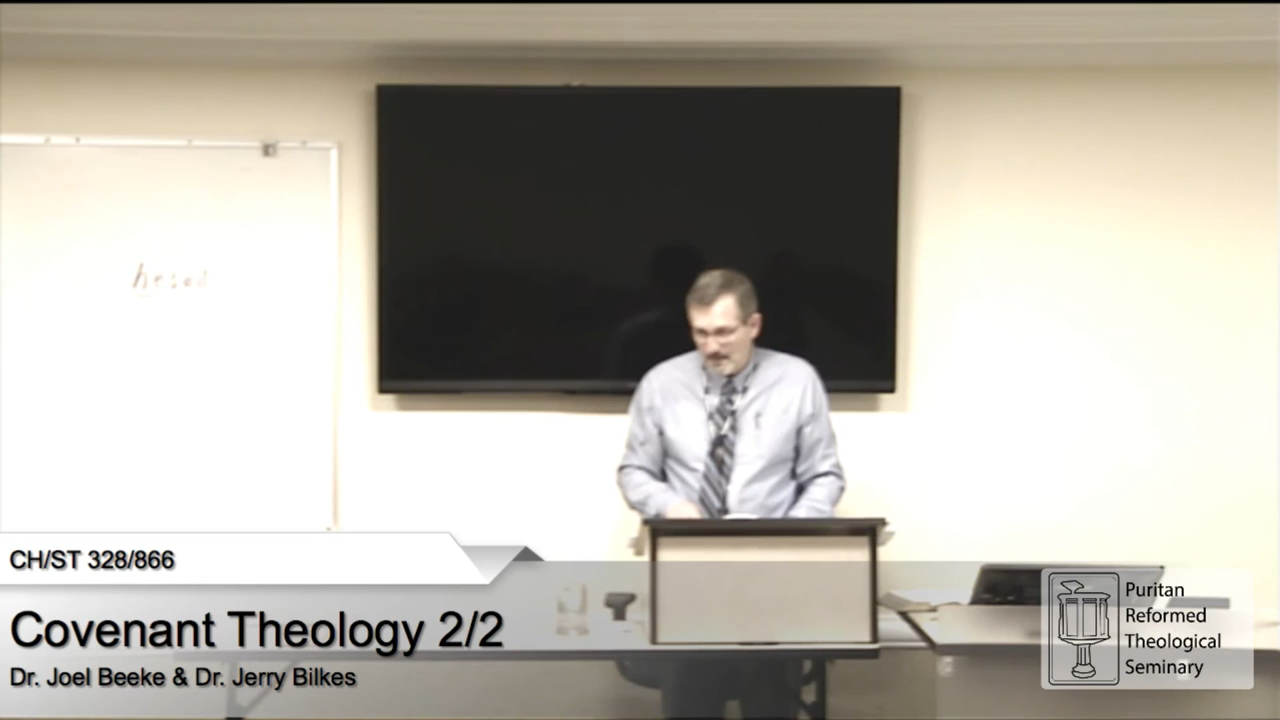 hesed
CH/ST 328/866
Covenant Theology 2/2
Dr. Joel Beeke & Dr. Jerry Bilkes
Puritan
Reformed
Theological
Seminary